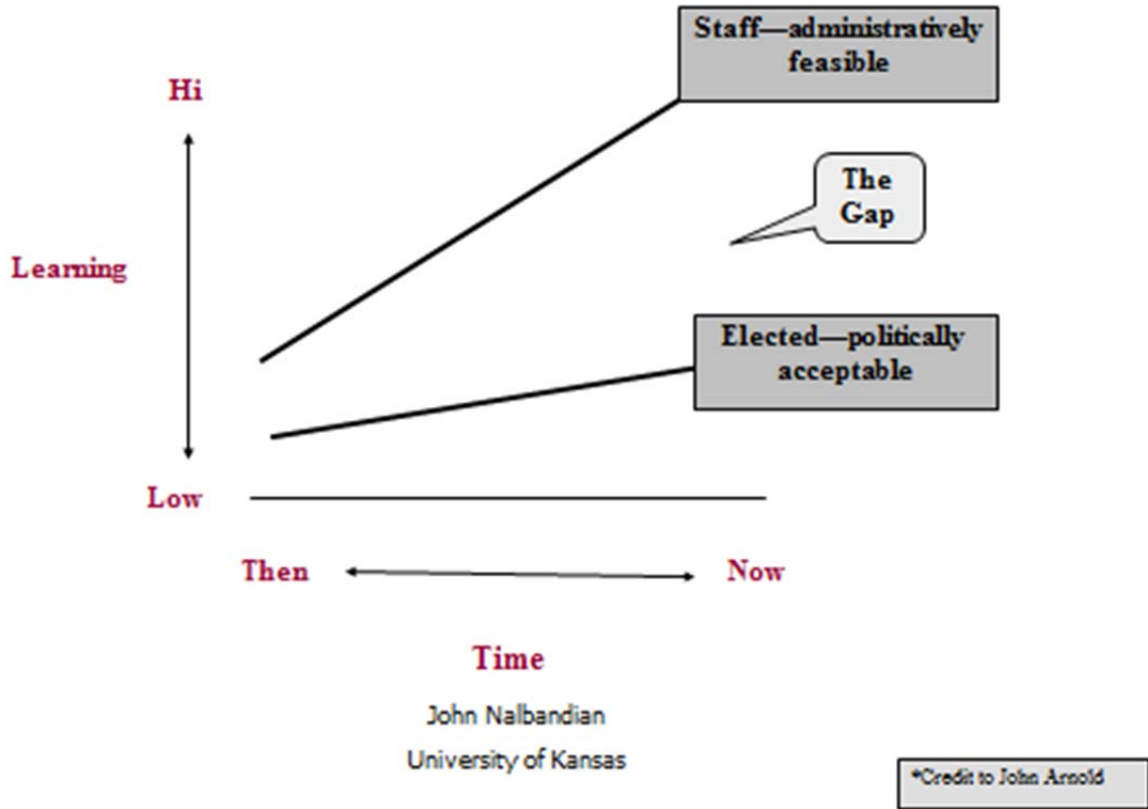 Staff—administratively
feasible
Hi
The
Gap
Learning
Elected—politically
acceptable
Low
Then
Now
Time
John Nalbandian
University of Kansas
*Credit to John Arnold